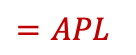 = APL